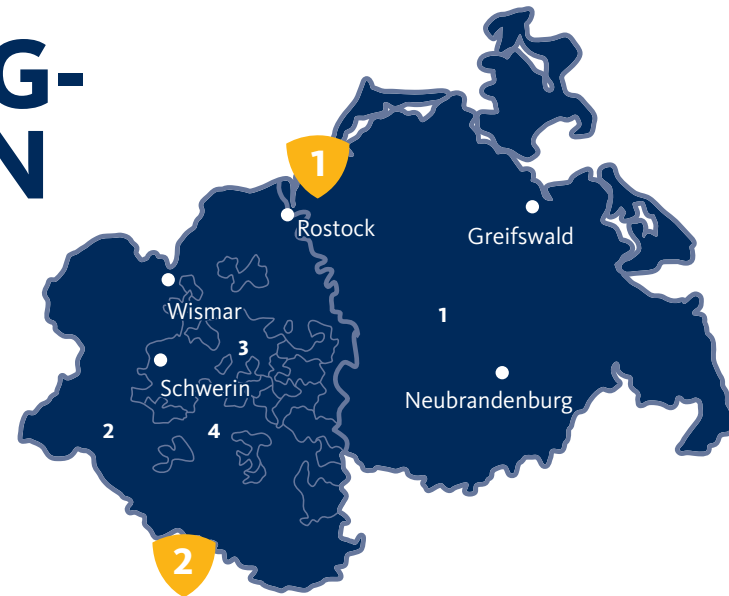 G-
N
1
Rostock
Greifswald
Wismar
1
3
Schwerin
Neubrandenburg
2
4
2